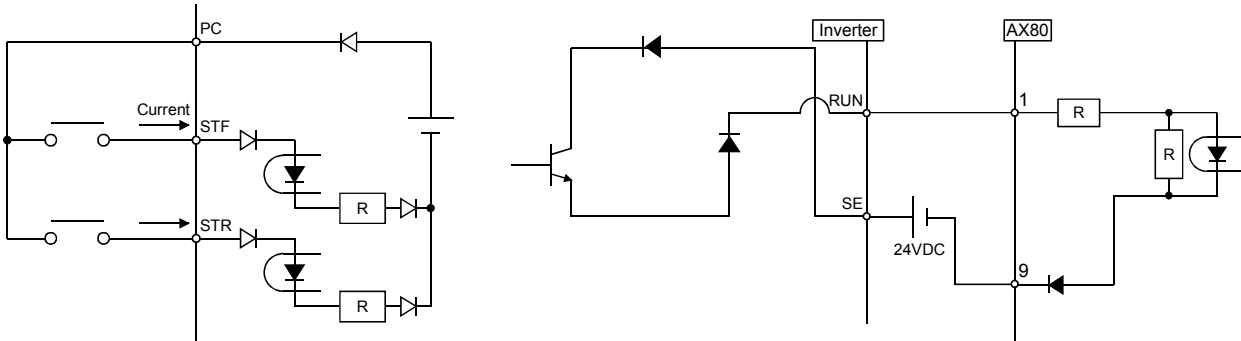 PC
Current
STF
R
STR
R
Inverter
AX80
RUN
1
R
R
SE
24VDC
9